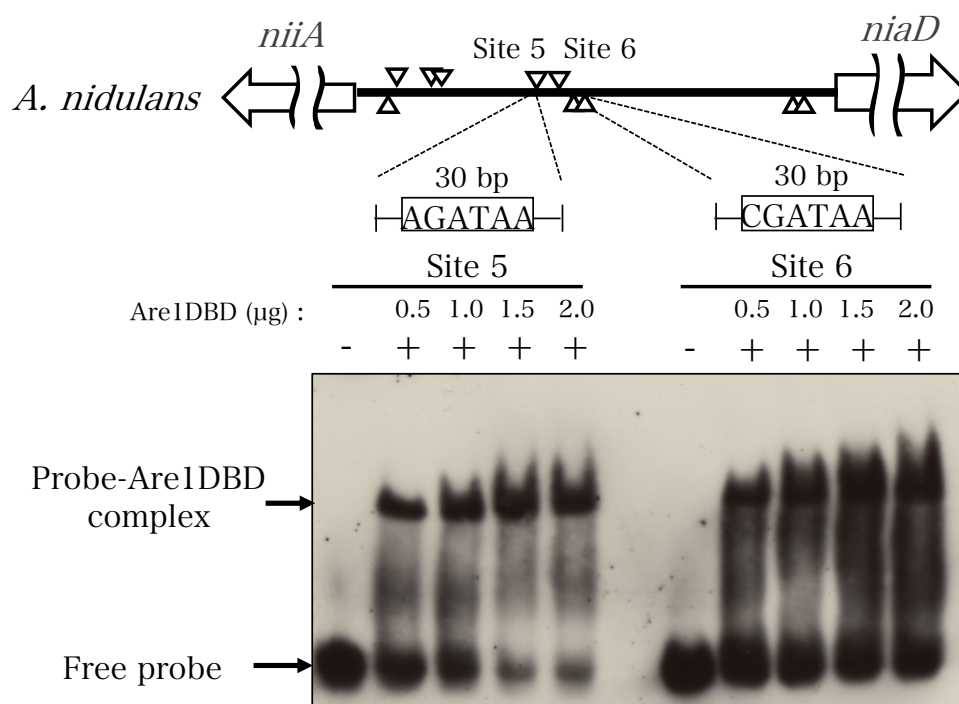 niiA
niaD
Site 5 Site 6
A. nidulans
30 bp 30 bp
AGATAA CGATAA
Site 5 Site 6
Are1DBD (µg) : 0.5 1.0 1.5 2.0 0.5 1.0 1.5 2.0
- + + + + - + + + +
Probe-Are1DBD
complex
Free probe